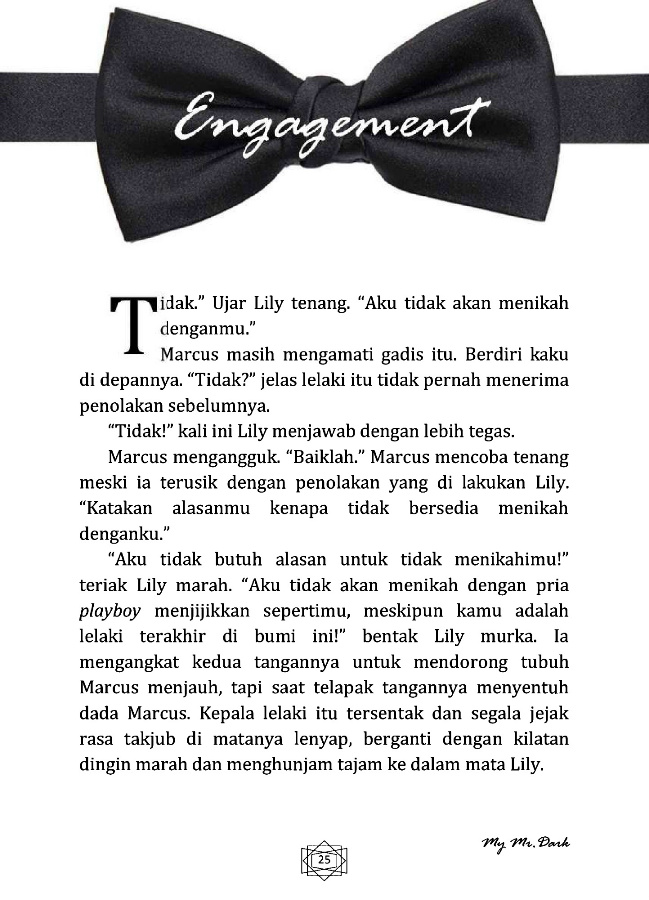 Engagement
Tidak.” Ujar Lily tenang. “Aku tidak akan menikah
denganmu.”
Marcus masih mengamati gadis itu. Berdiri kaku
di depannya. “Tidak?” jelas lelaki itu tidak pernah menerima
penolakan sebelumnya.
“Tidak!” kali ini Lily menjawab dengan lebih tegas.
Marcus mengangguk. “Baiklah.” Marcus mencoba tenang
meski ia terusik dengan penolakan yang di lakukan Lily.
“Katakan alasanmu kenapa tidak bersedia menikah
denganku.”
“Aku tidak butuh alasan untuk tidak menikahimu!”
teriak Lily marah. “Aku tidak akan menikah dengan pria
playboy menjijikkan sepertimu, meskipun kamu adalah
lelaki terakhir di bumi ini!” bentak Lily murka. Ia
mengangkat kedua tangannya untuk mendorong tubuh
Marcus menjauh, tapi saat telapak tangannya menyentuh
dada Marcus. Kepala lelaki itu tersentak dan segala jejak
rasa takjub di matanya lenyap, berganti dengan kilatan
dingin marah dan menghunjam tajam ke dalam mata Lily.
My Mr. Dark
25